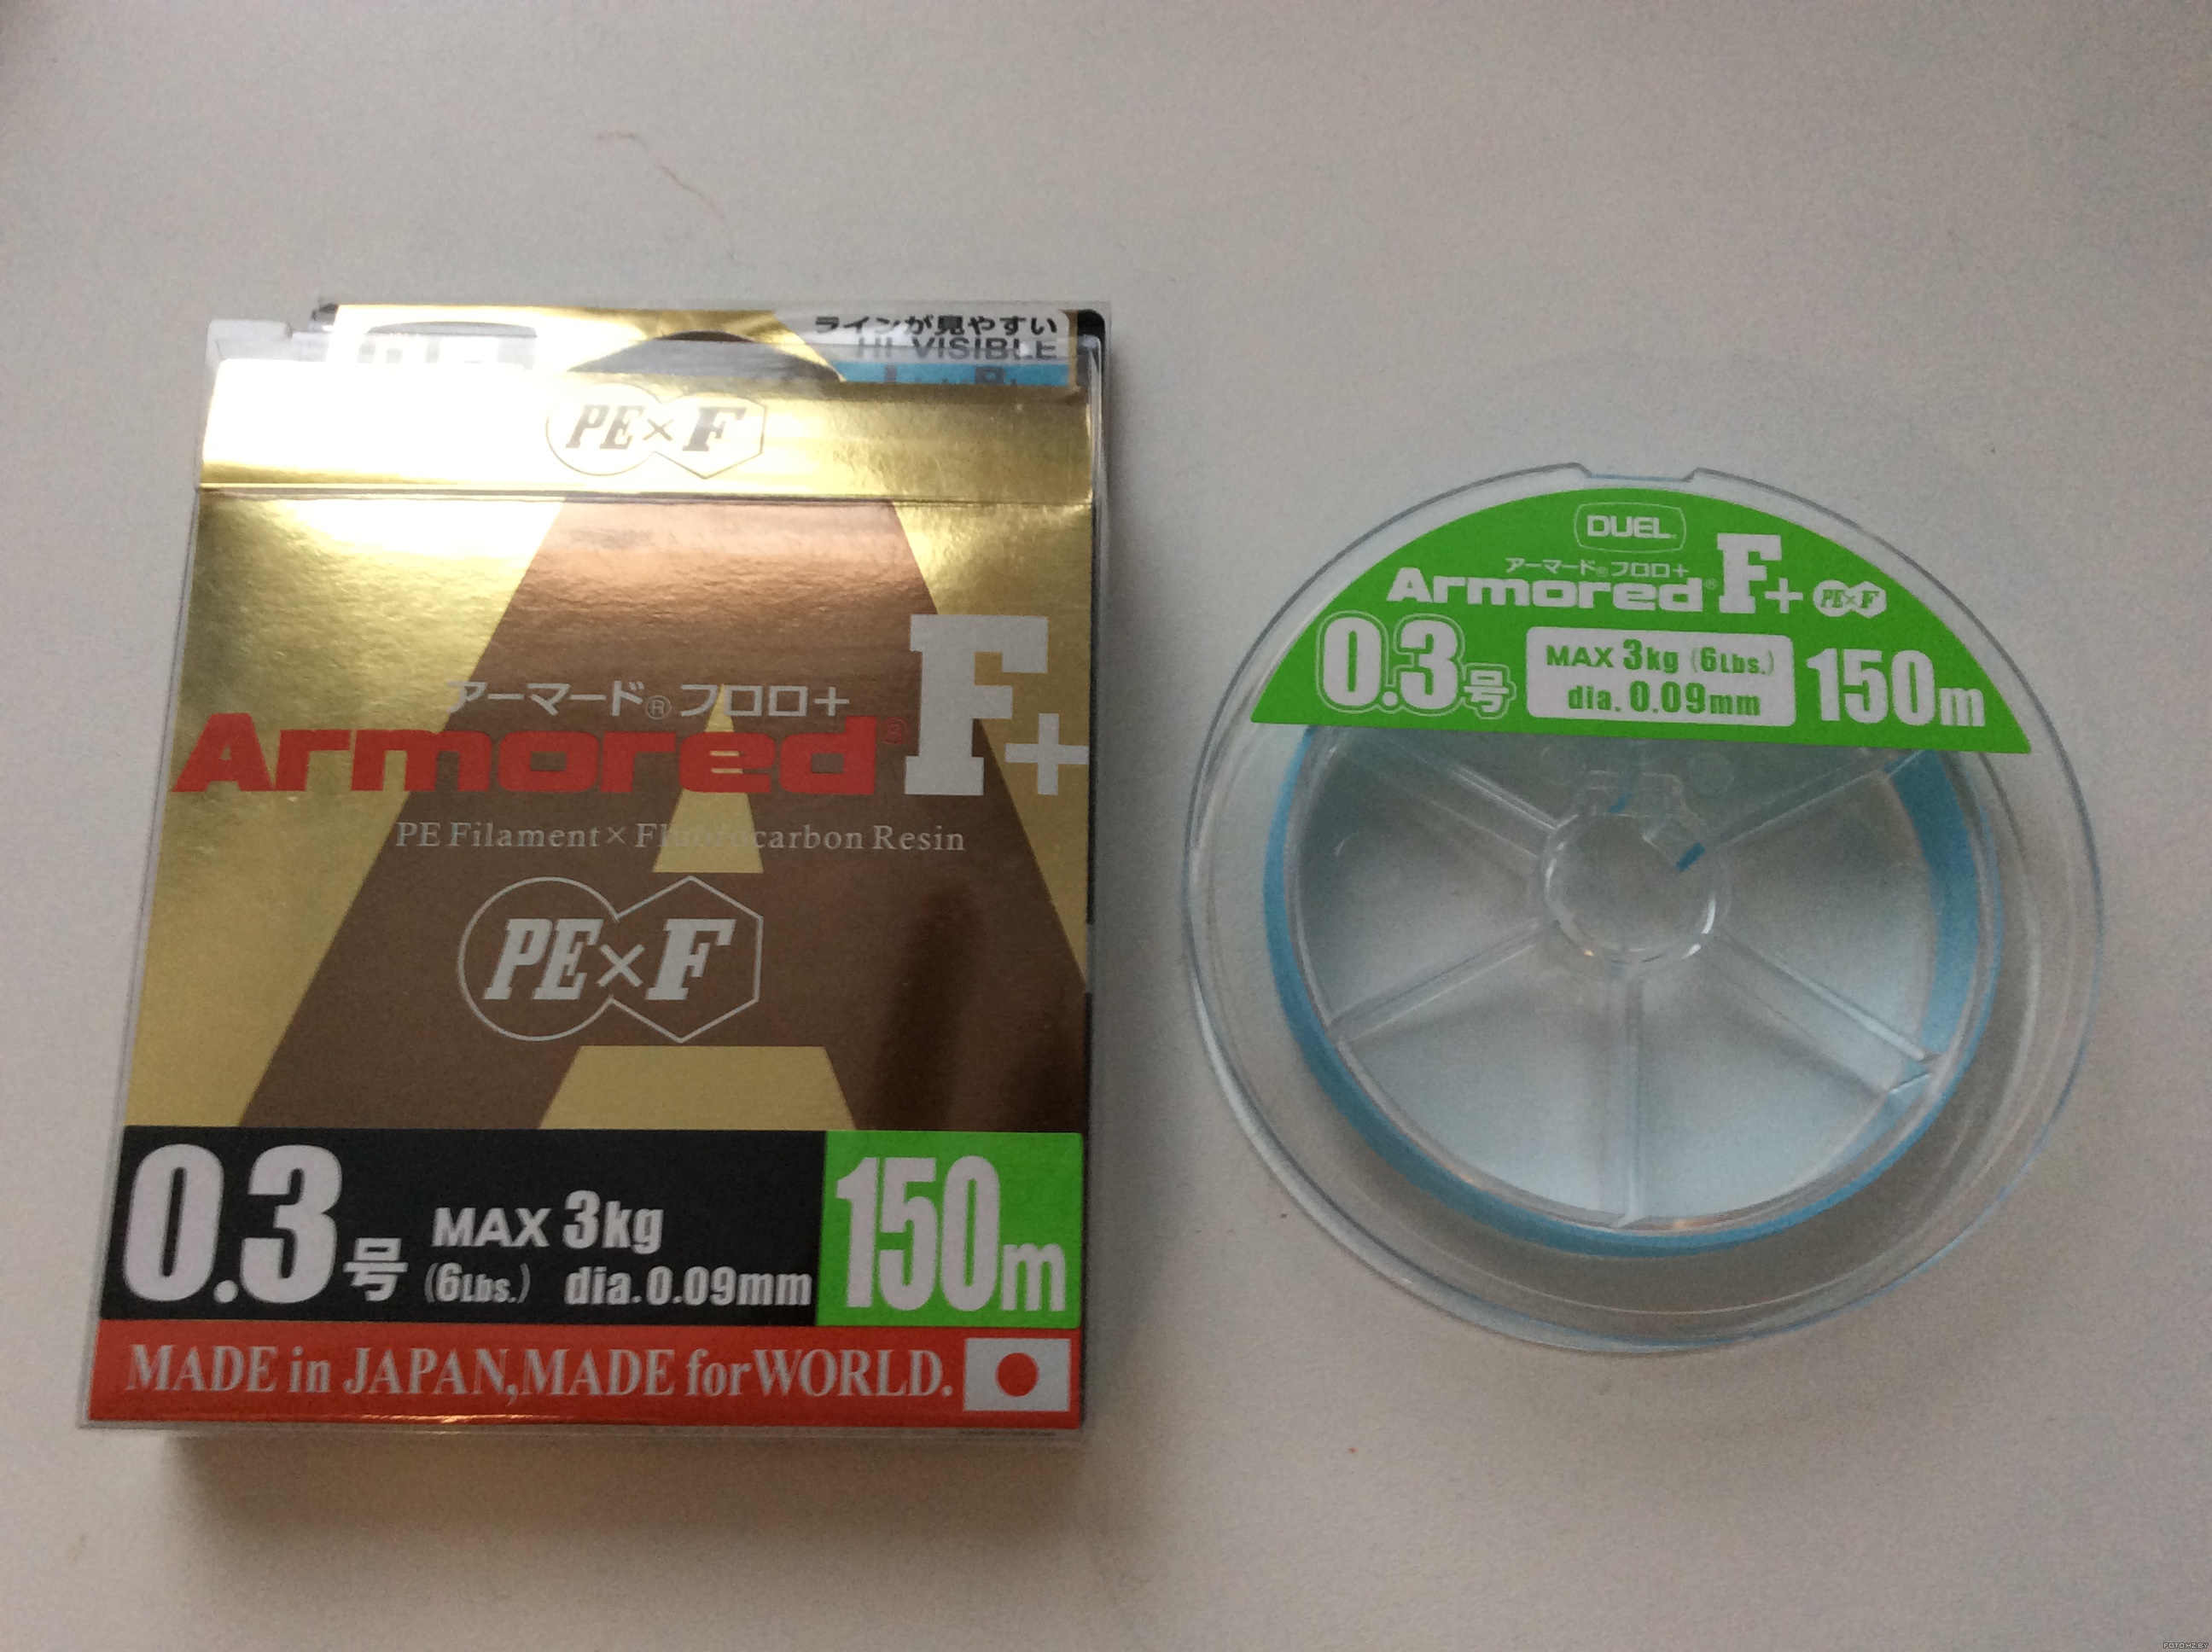 ラインが見やすい
HI-VISIBLE
PE×F
アーマード®フロロ+
Armored® F+
PE Filament×Fluorocarbon Resin
PE×F
0.3号 MAX 3kg (6Lbs.) dia.0.09mm 150m
MADE in JAPAN,MADE for WORLD.
DUEL
アーマード®フロロ+
Armored® F+ PE×F
0.3号 MAX 3kg (6Lbs.) 150m
dia. 0.09mm
FOTO.HZ.BY